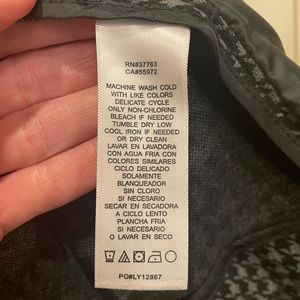 RN#37763
CA#55972
MACHINE WASH COLD
WITH LIKE COLORS
DELICATE CYCLE
ONLY NON-CHLORINE
BLEACH IF NEEDED
TUMBLE DRY LOW
COOL IRON IF NEEDED
OR DRY CLEAN
LAVAR EN LAVADORA
CON AGUA FRIA CON
COLORES SIMILARES
CICLO DELICADO
SOLAMENTE
BLANQUEADOR
SIN CLORO
SI NECESARIO
SECAR EN SECADORA
A CICLO LENTO
PLANCHA FRIA
SI NECESARIO
O LAVAR EN SECO
PO#LY12867